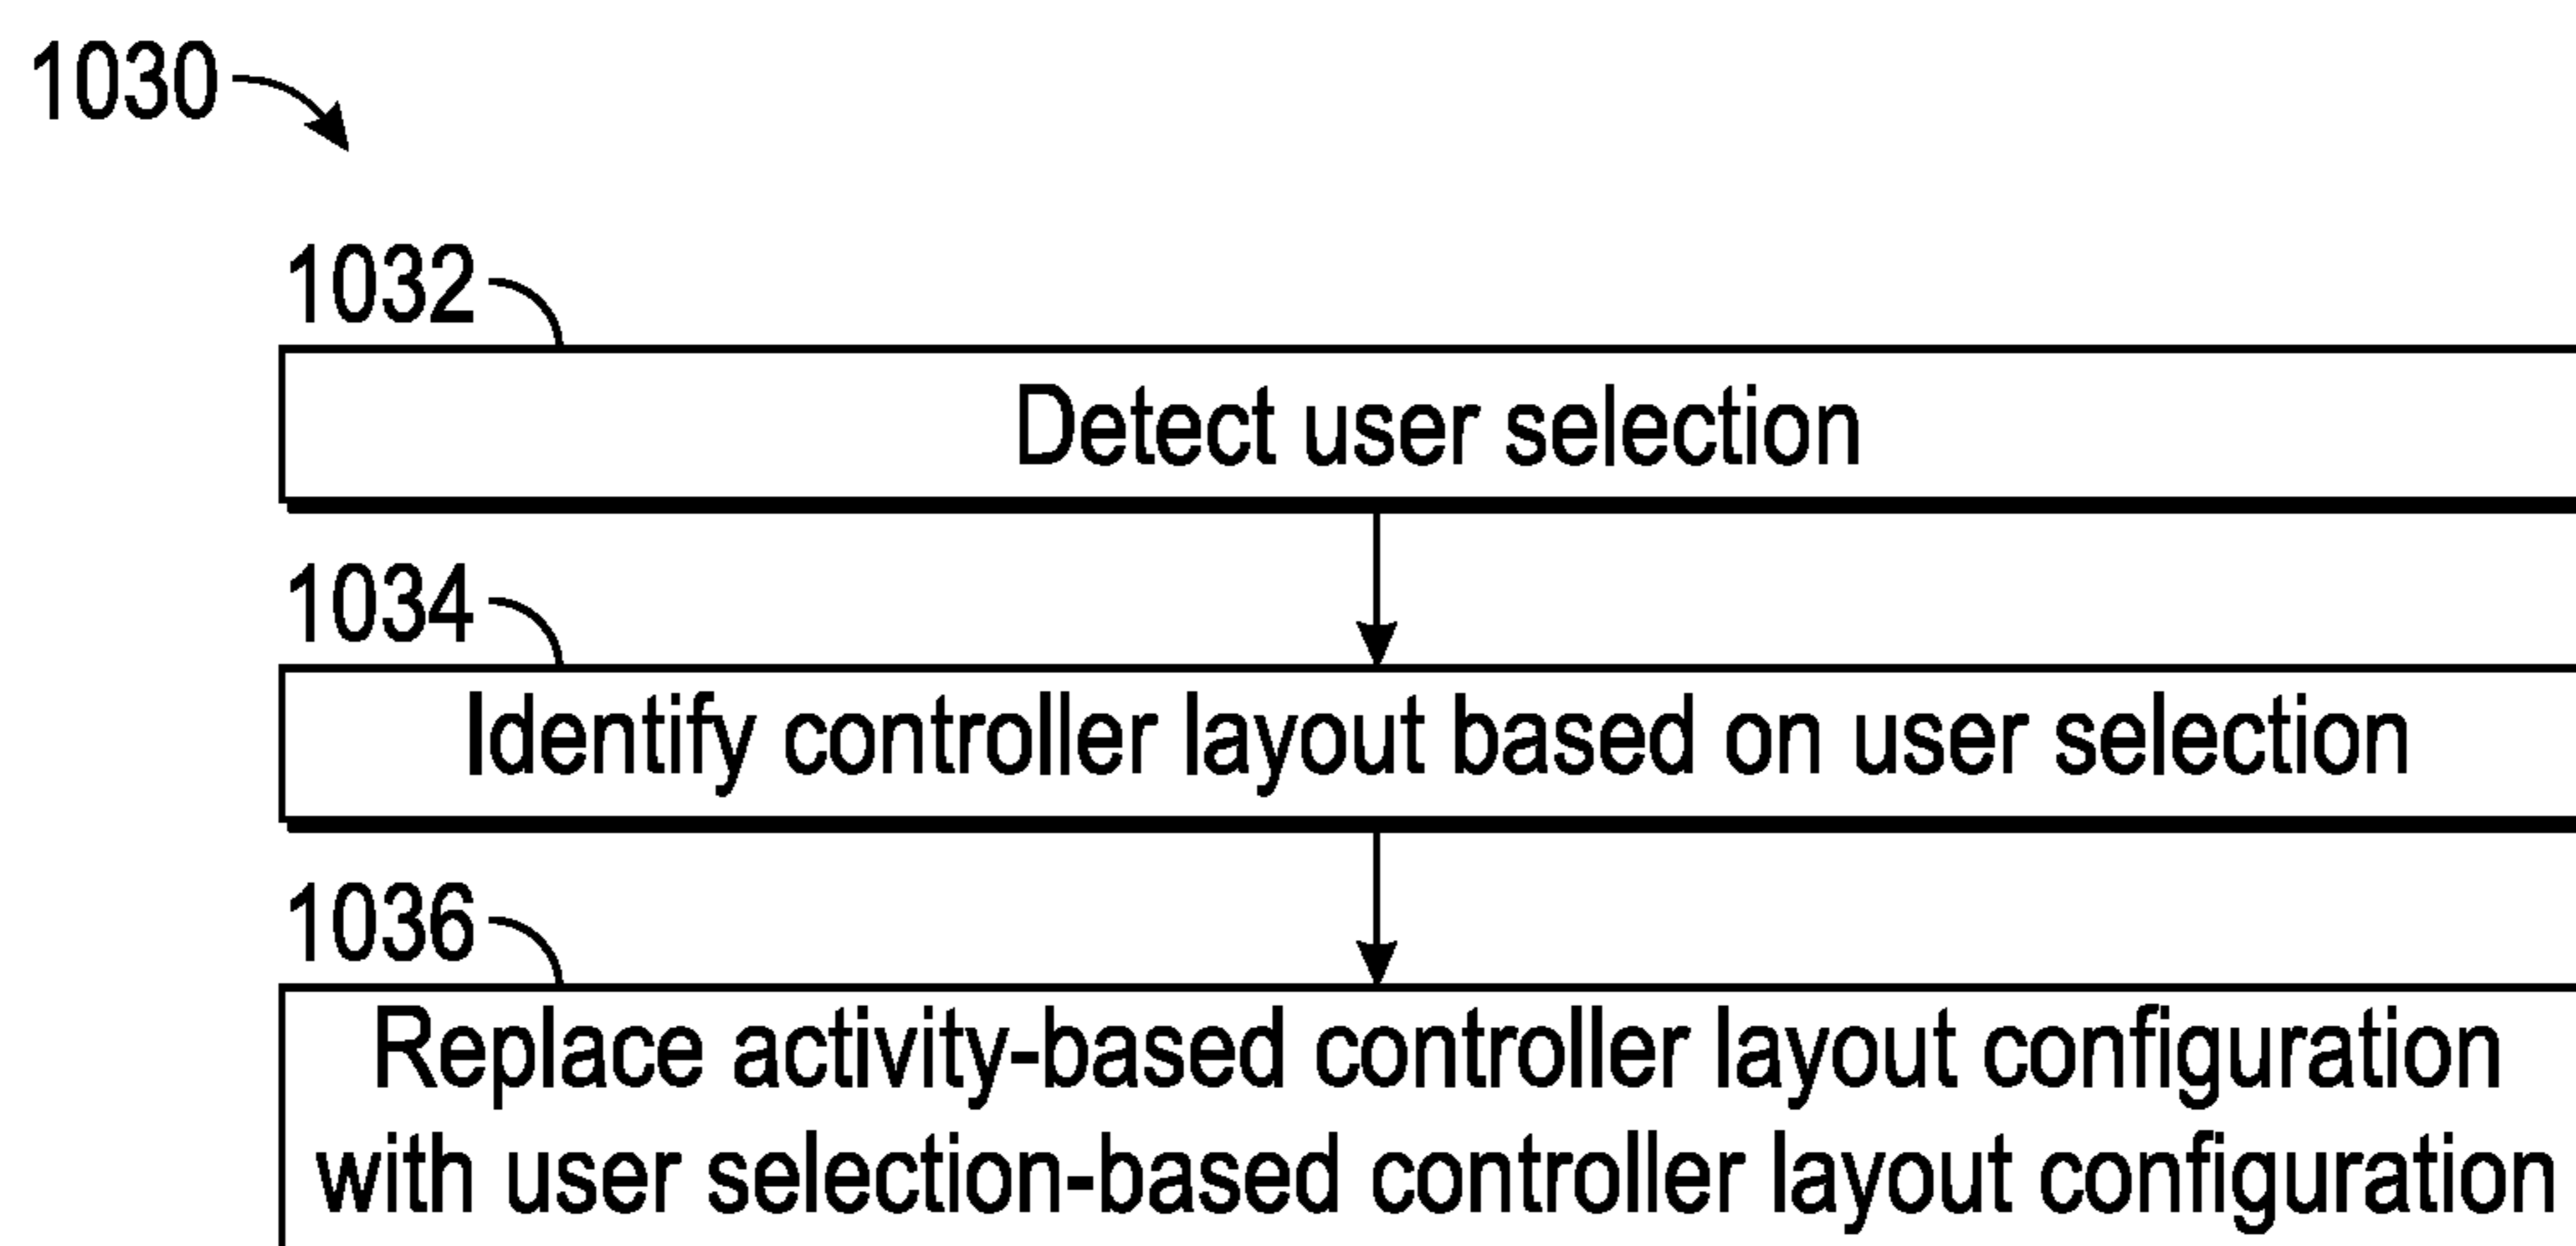 1030
1032
Detect user selection
1034
Identify controller layout based on user selection
1036
Replace activity-based controller layout configuration
with user selection-based controller layout configuration